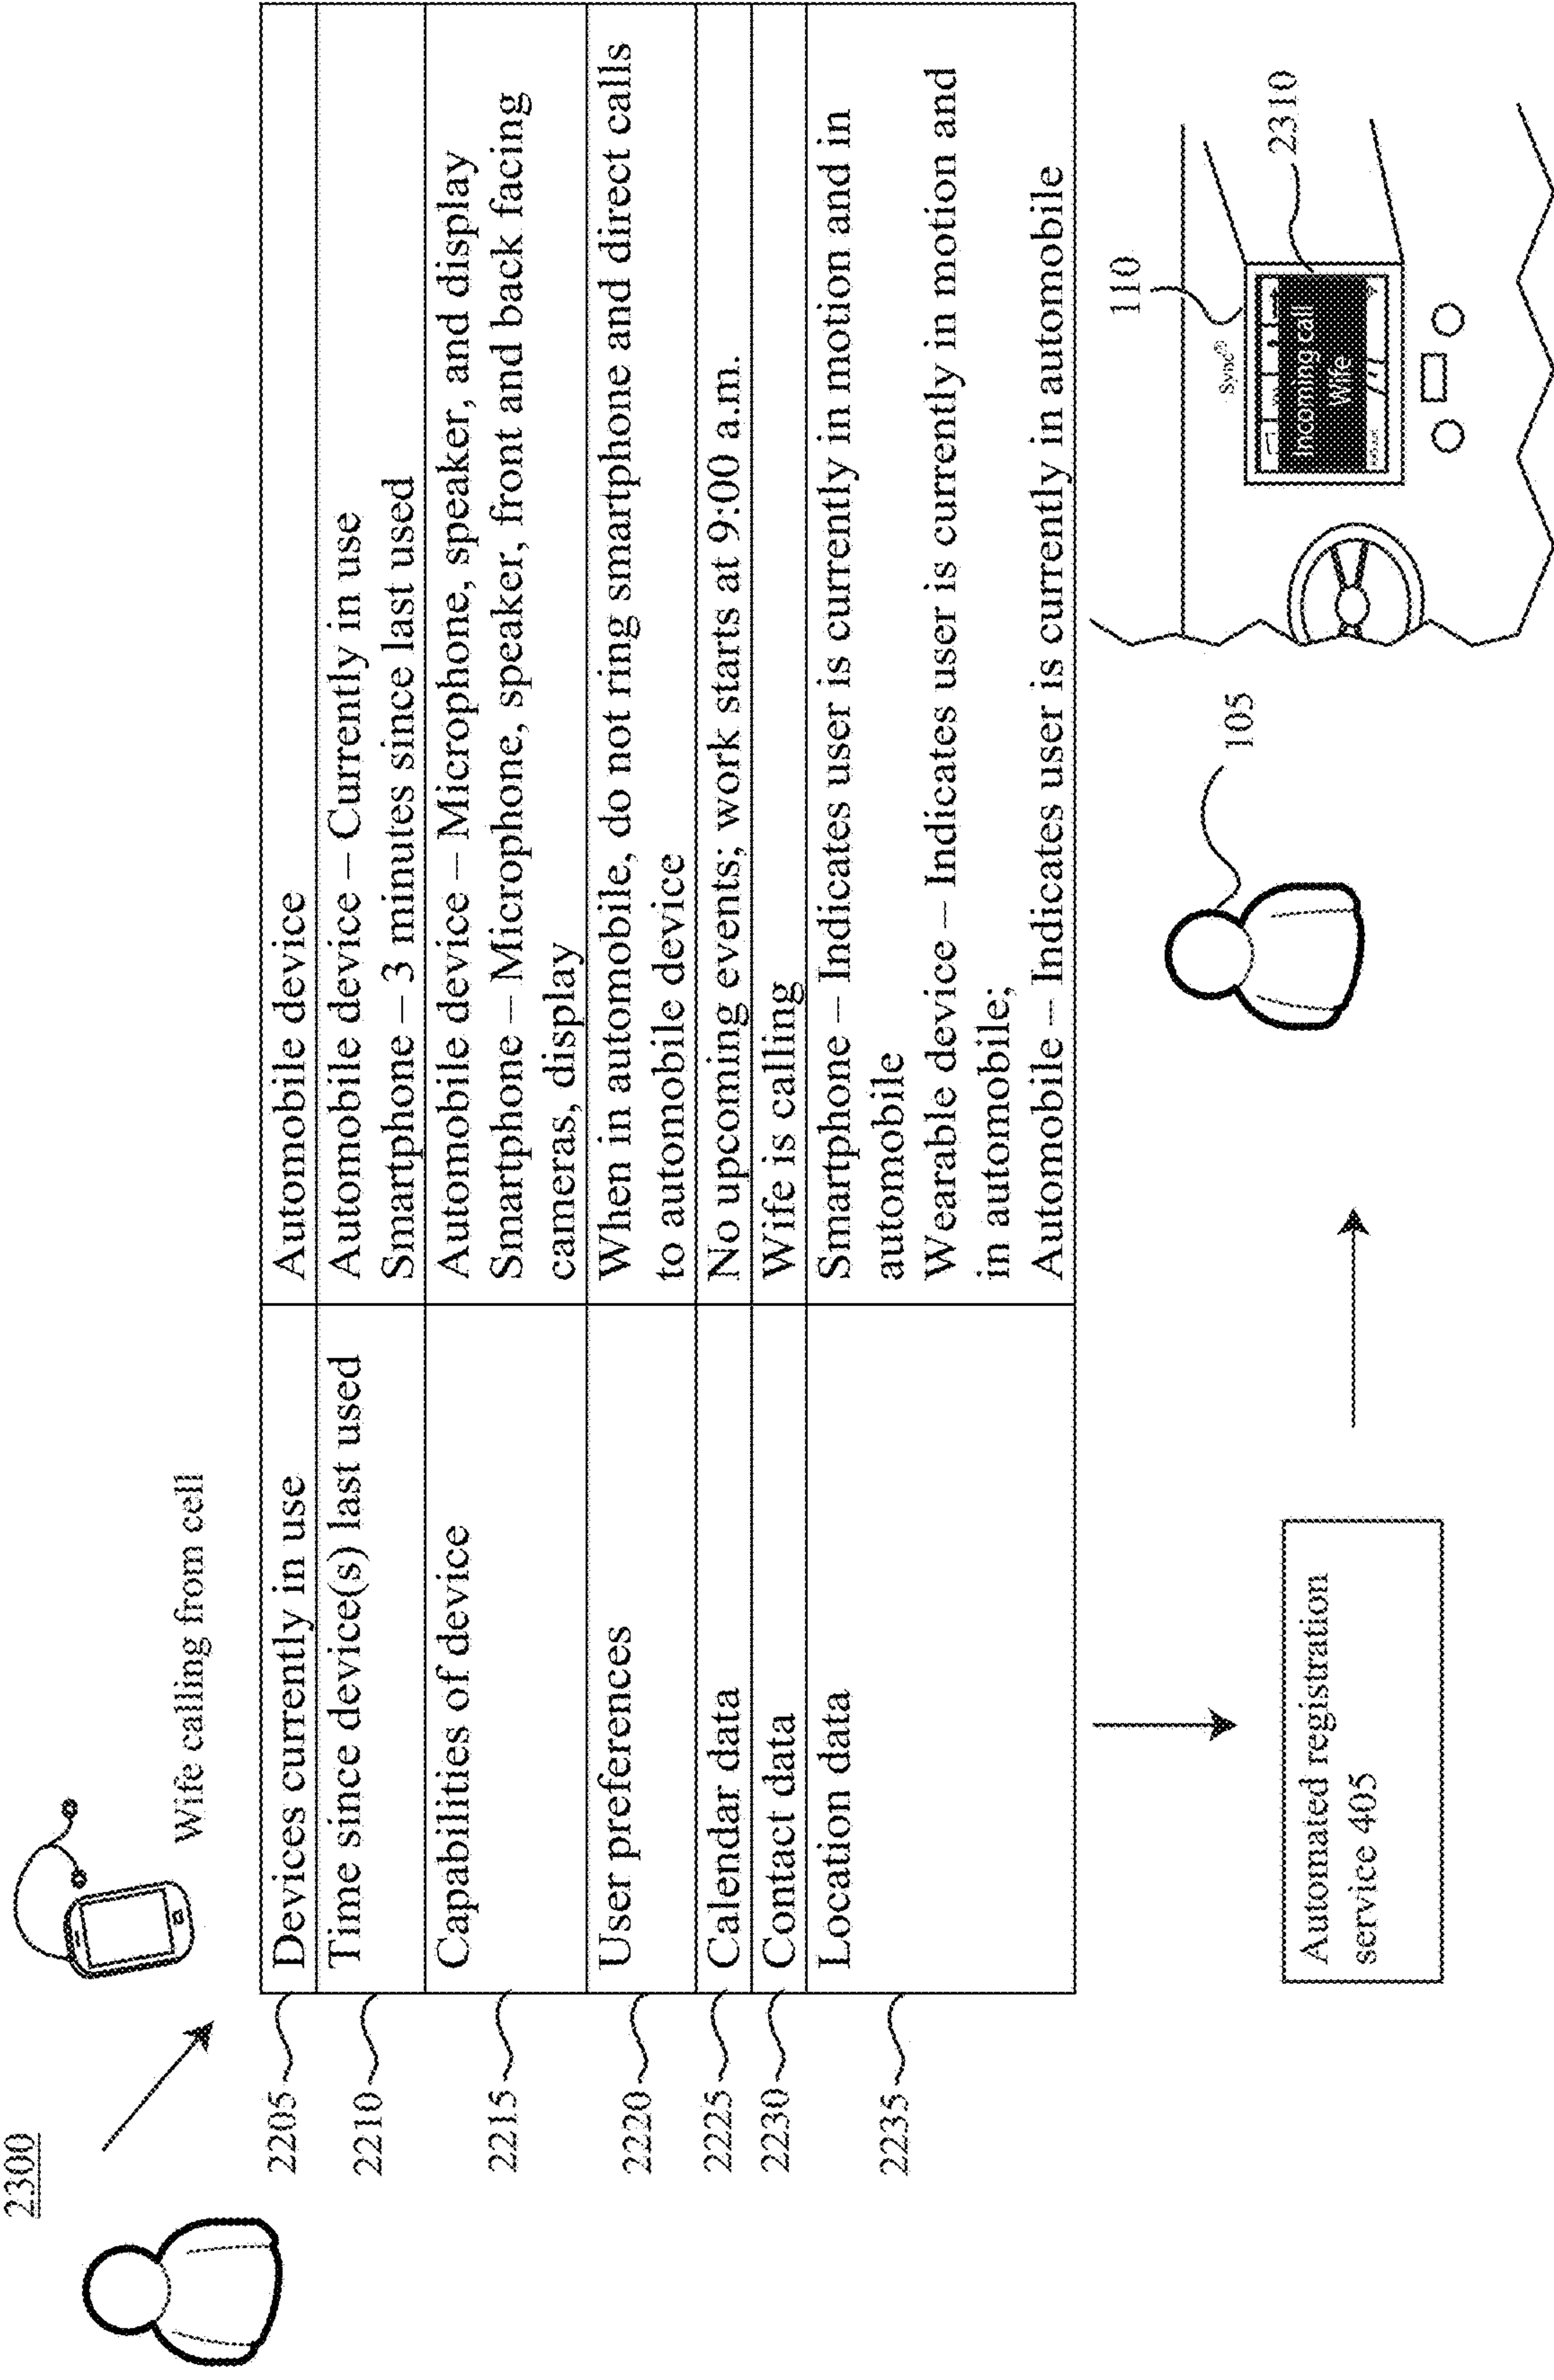 2300
Wife calling from cell
2205
Devices currently in use
Automobile device
2210
Time since device(s) last used
Automobile device – Currently in use
Smartphone – 3 minutes since last used
2215
Capabilities of device
Automobile device – Microphone, speaker, and display
Smartphone – Microphone, speaker, front and back facing
cameras, display
2220
User preferences
When in automobile, do not ring smartphone and direct calls
to automobile device
2225
Calendar data
No upcoming events; work starts at 9:00 a.m.
2230
Contact data
Wife is calling
2235
Location data
Smartphone – Indicates user is currently in motion and in
automobile
Wearable device – Indicates user is currently in motion and
in automobile;
Automobile – Indicates user is currently in automobile
Automated registration
service 405
105
110
Sync®
Incoming call
Wife
2310